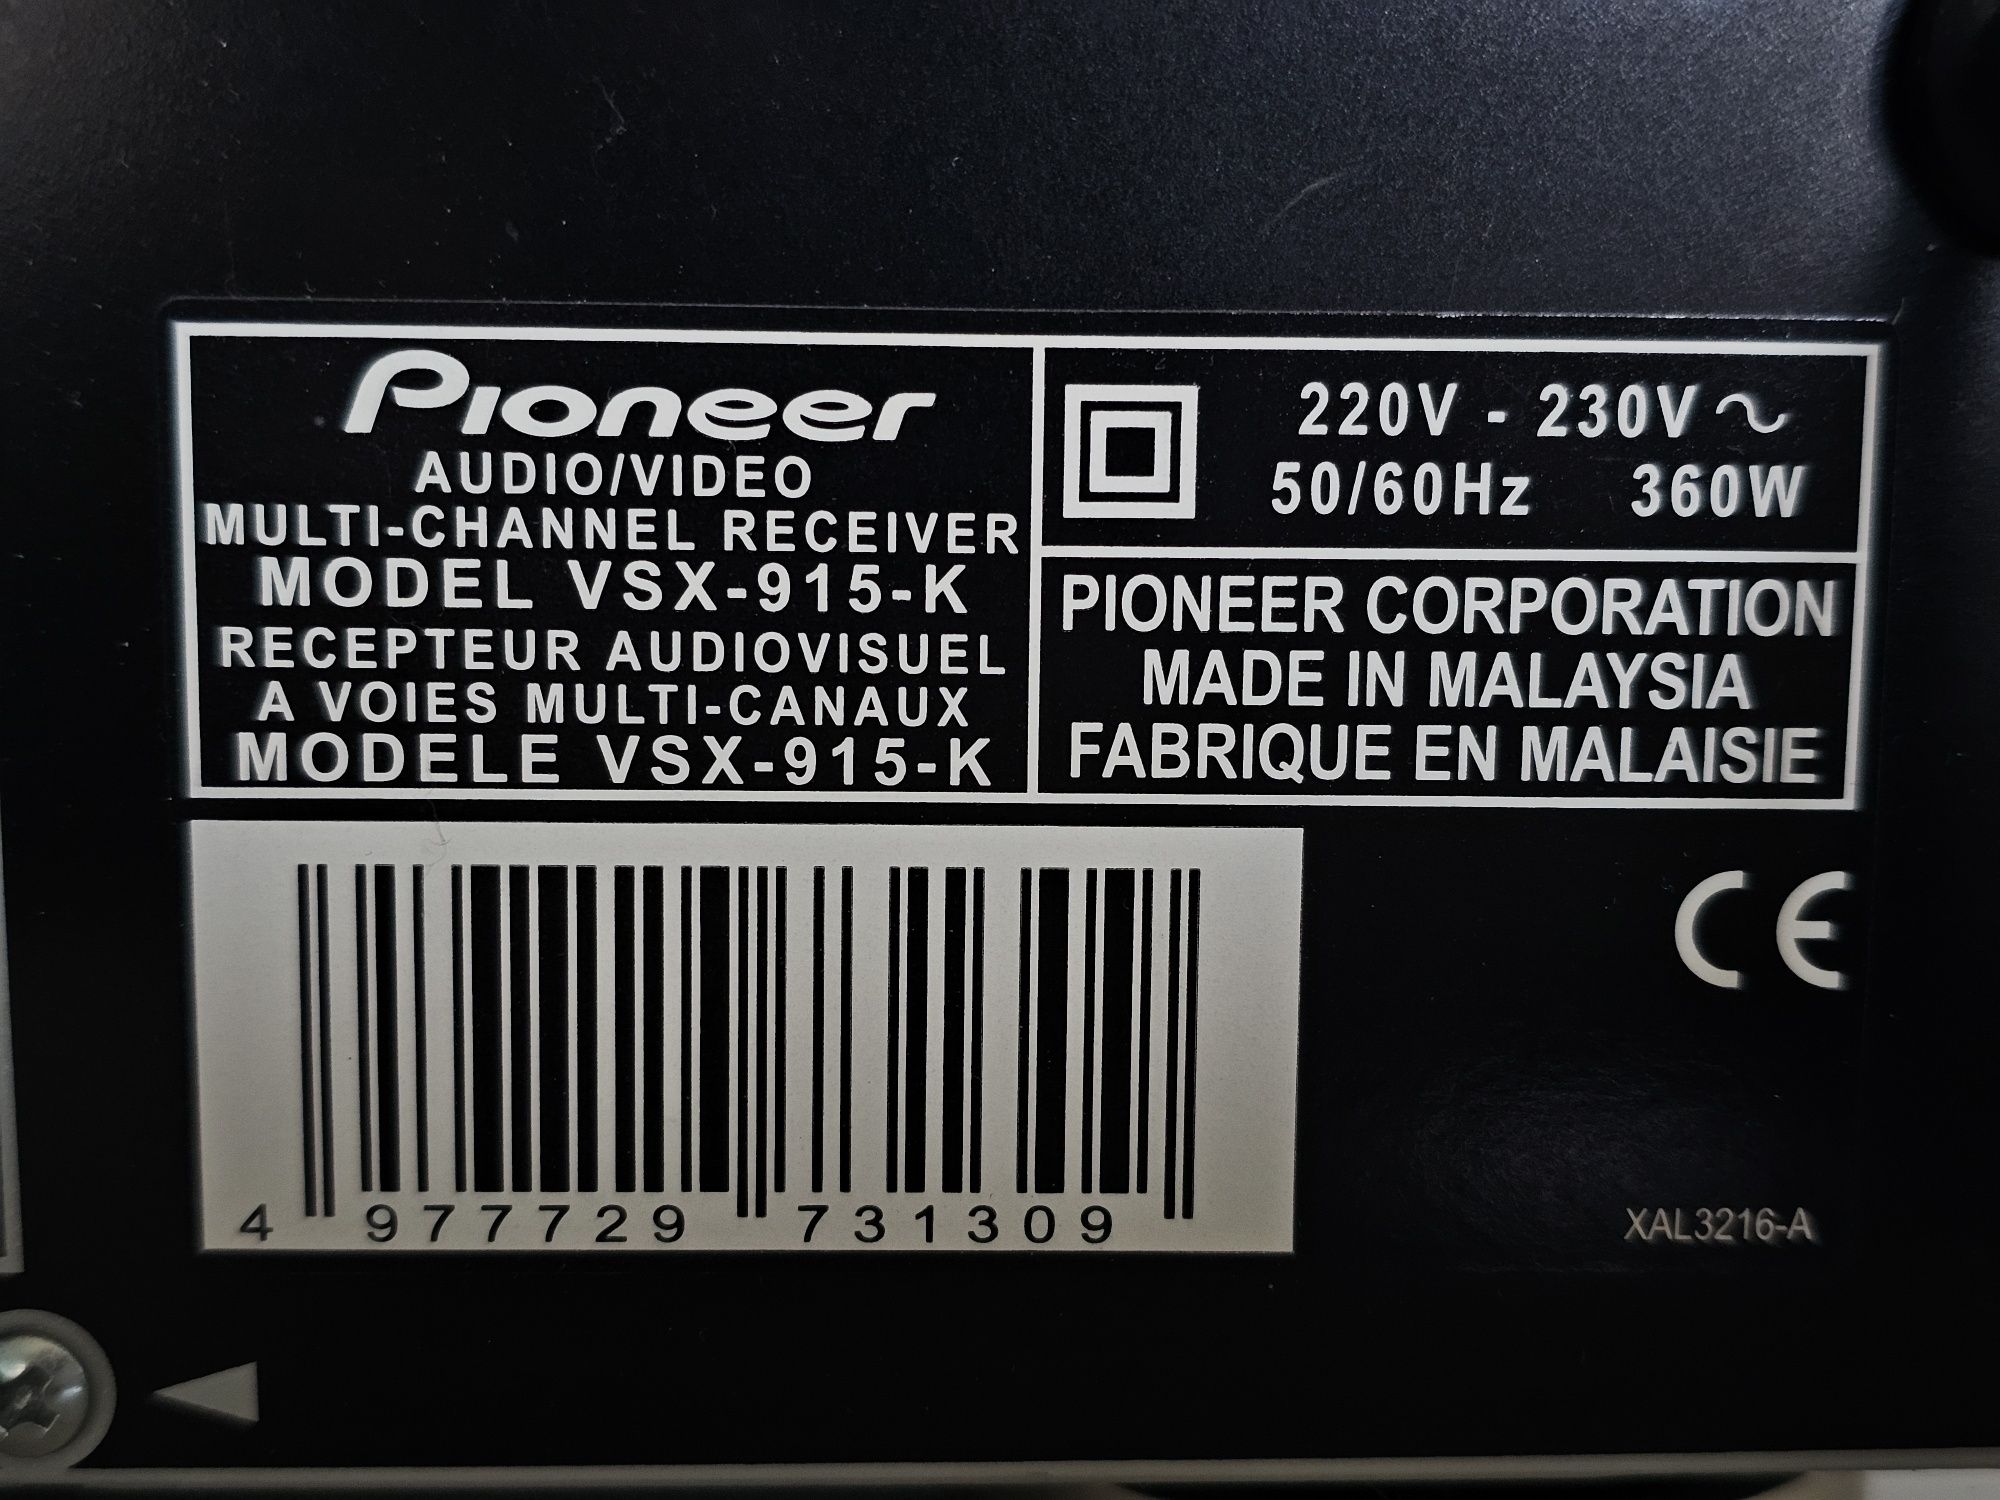 Pioneer
AUDIO/VIDEO
MULTI-CHANNEL RECEIVER
MODEL VSX-915-K
RECEPTEUR AUDIOVISUEL
A VOIES MULTI-CANAUX
MODELE VSX-915-K
220V - 230V ~
50/60Hz 360W
PIONEER CORPORATION
MADE IN MALAYSIA
FABRIQUE EN MALAISIE
4 977729 731309
CE
XAL3216-A